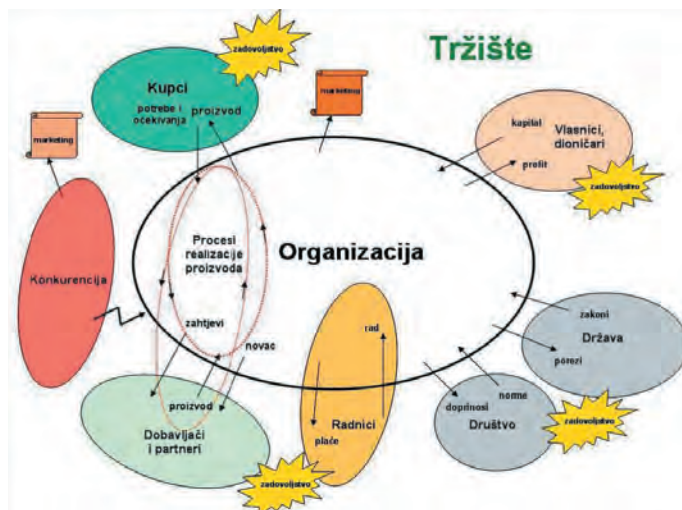 Tržište
zadovoljstvo
Kupci
potrebe i
očekivanja
proizvod
marketing
marketing
kapital
Vlasnici,
dioničari
profit
zadovoljstvo
Konkurencija
Procesi
realizacije
proizvoda
Organizacija
zahtjevi
novac
rad
zakoni
Država
porezi
proizvod
Dobavljači
i partneri
Radnici
plaće
norme
doprinosi
Društvo
zadovoljstvo
zadovoljstvo